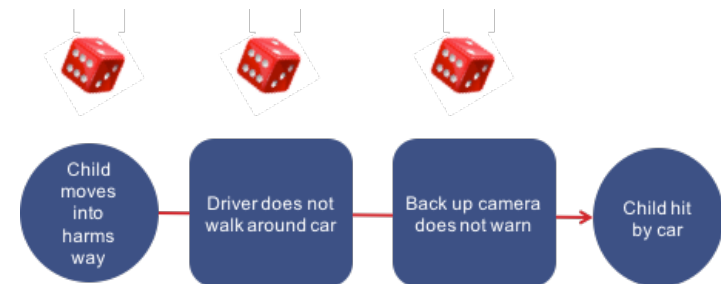 Child
moves
into
harms
way
Driver does not
walk around car
Back up camera
does not warn
Child hit
by car